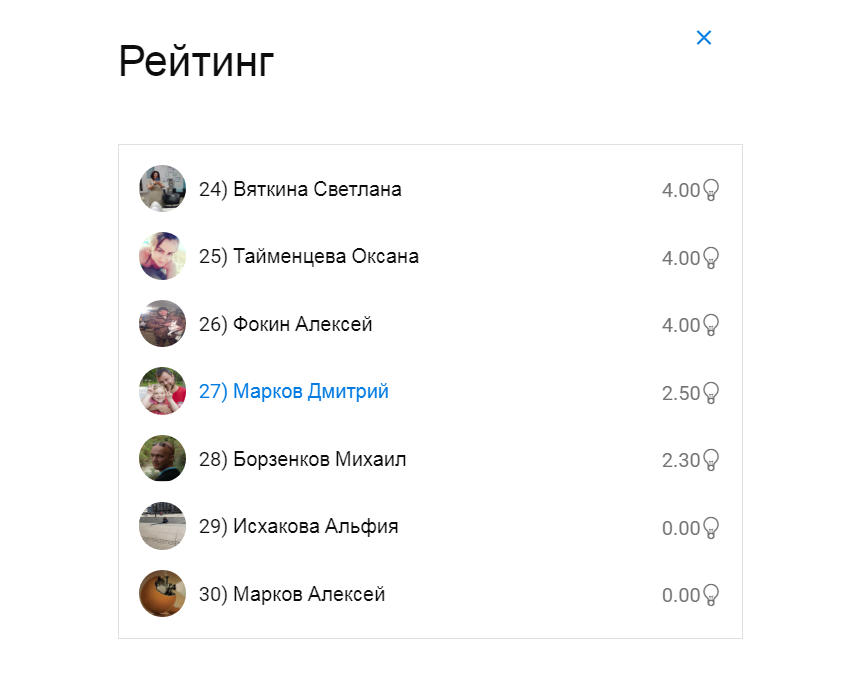 Рейтинг
24) Вяткина Светлана 4.00
25) Тайменцева Оксана 4.00
26) Фокин Алексей 4.00
27) Марков Дмитрий 2.50
28) Борзенков Михаил 2.30
29) Исхакова Альфия 0.00
30) Марков Алексей 0.00